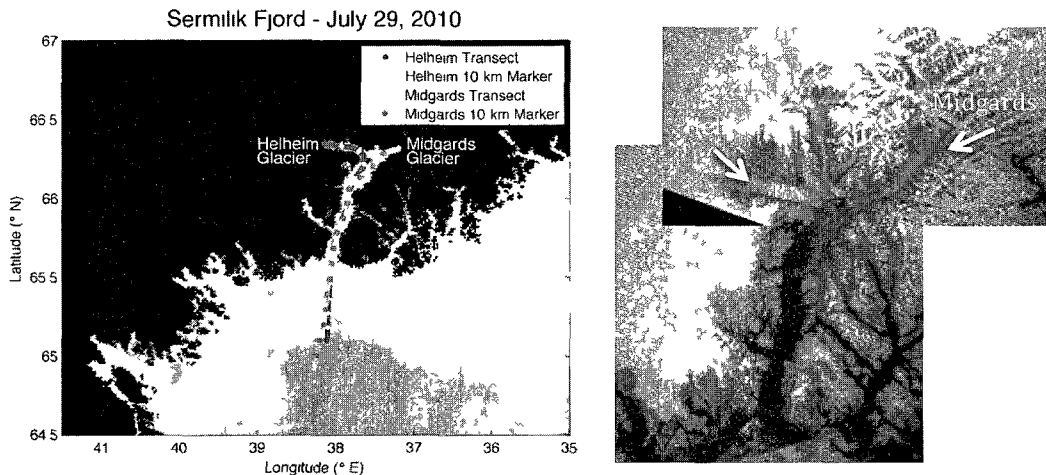 Sermilik Fjord - July 29, 2010
67
66 5
66
65 5
65
64 5
Latitude (° N)
Helheim Transect
Helheim 10 km Marker
Midgards Transect
Midgards 10 km Marker
Helheim
Glacier
Midgards
Glacier
41
40
39
38
37
36
35
Longitude (° E)
Midgards